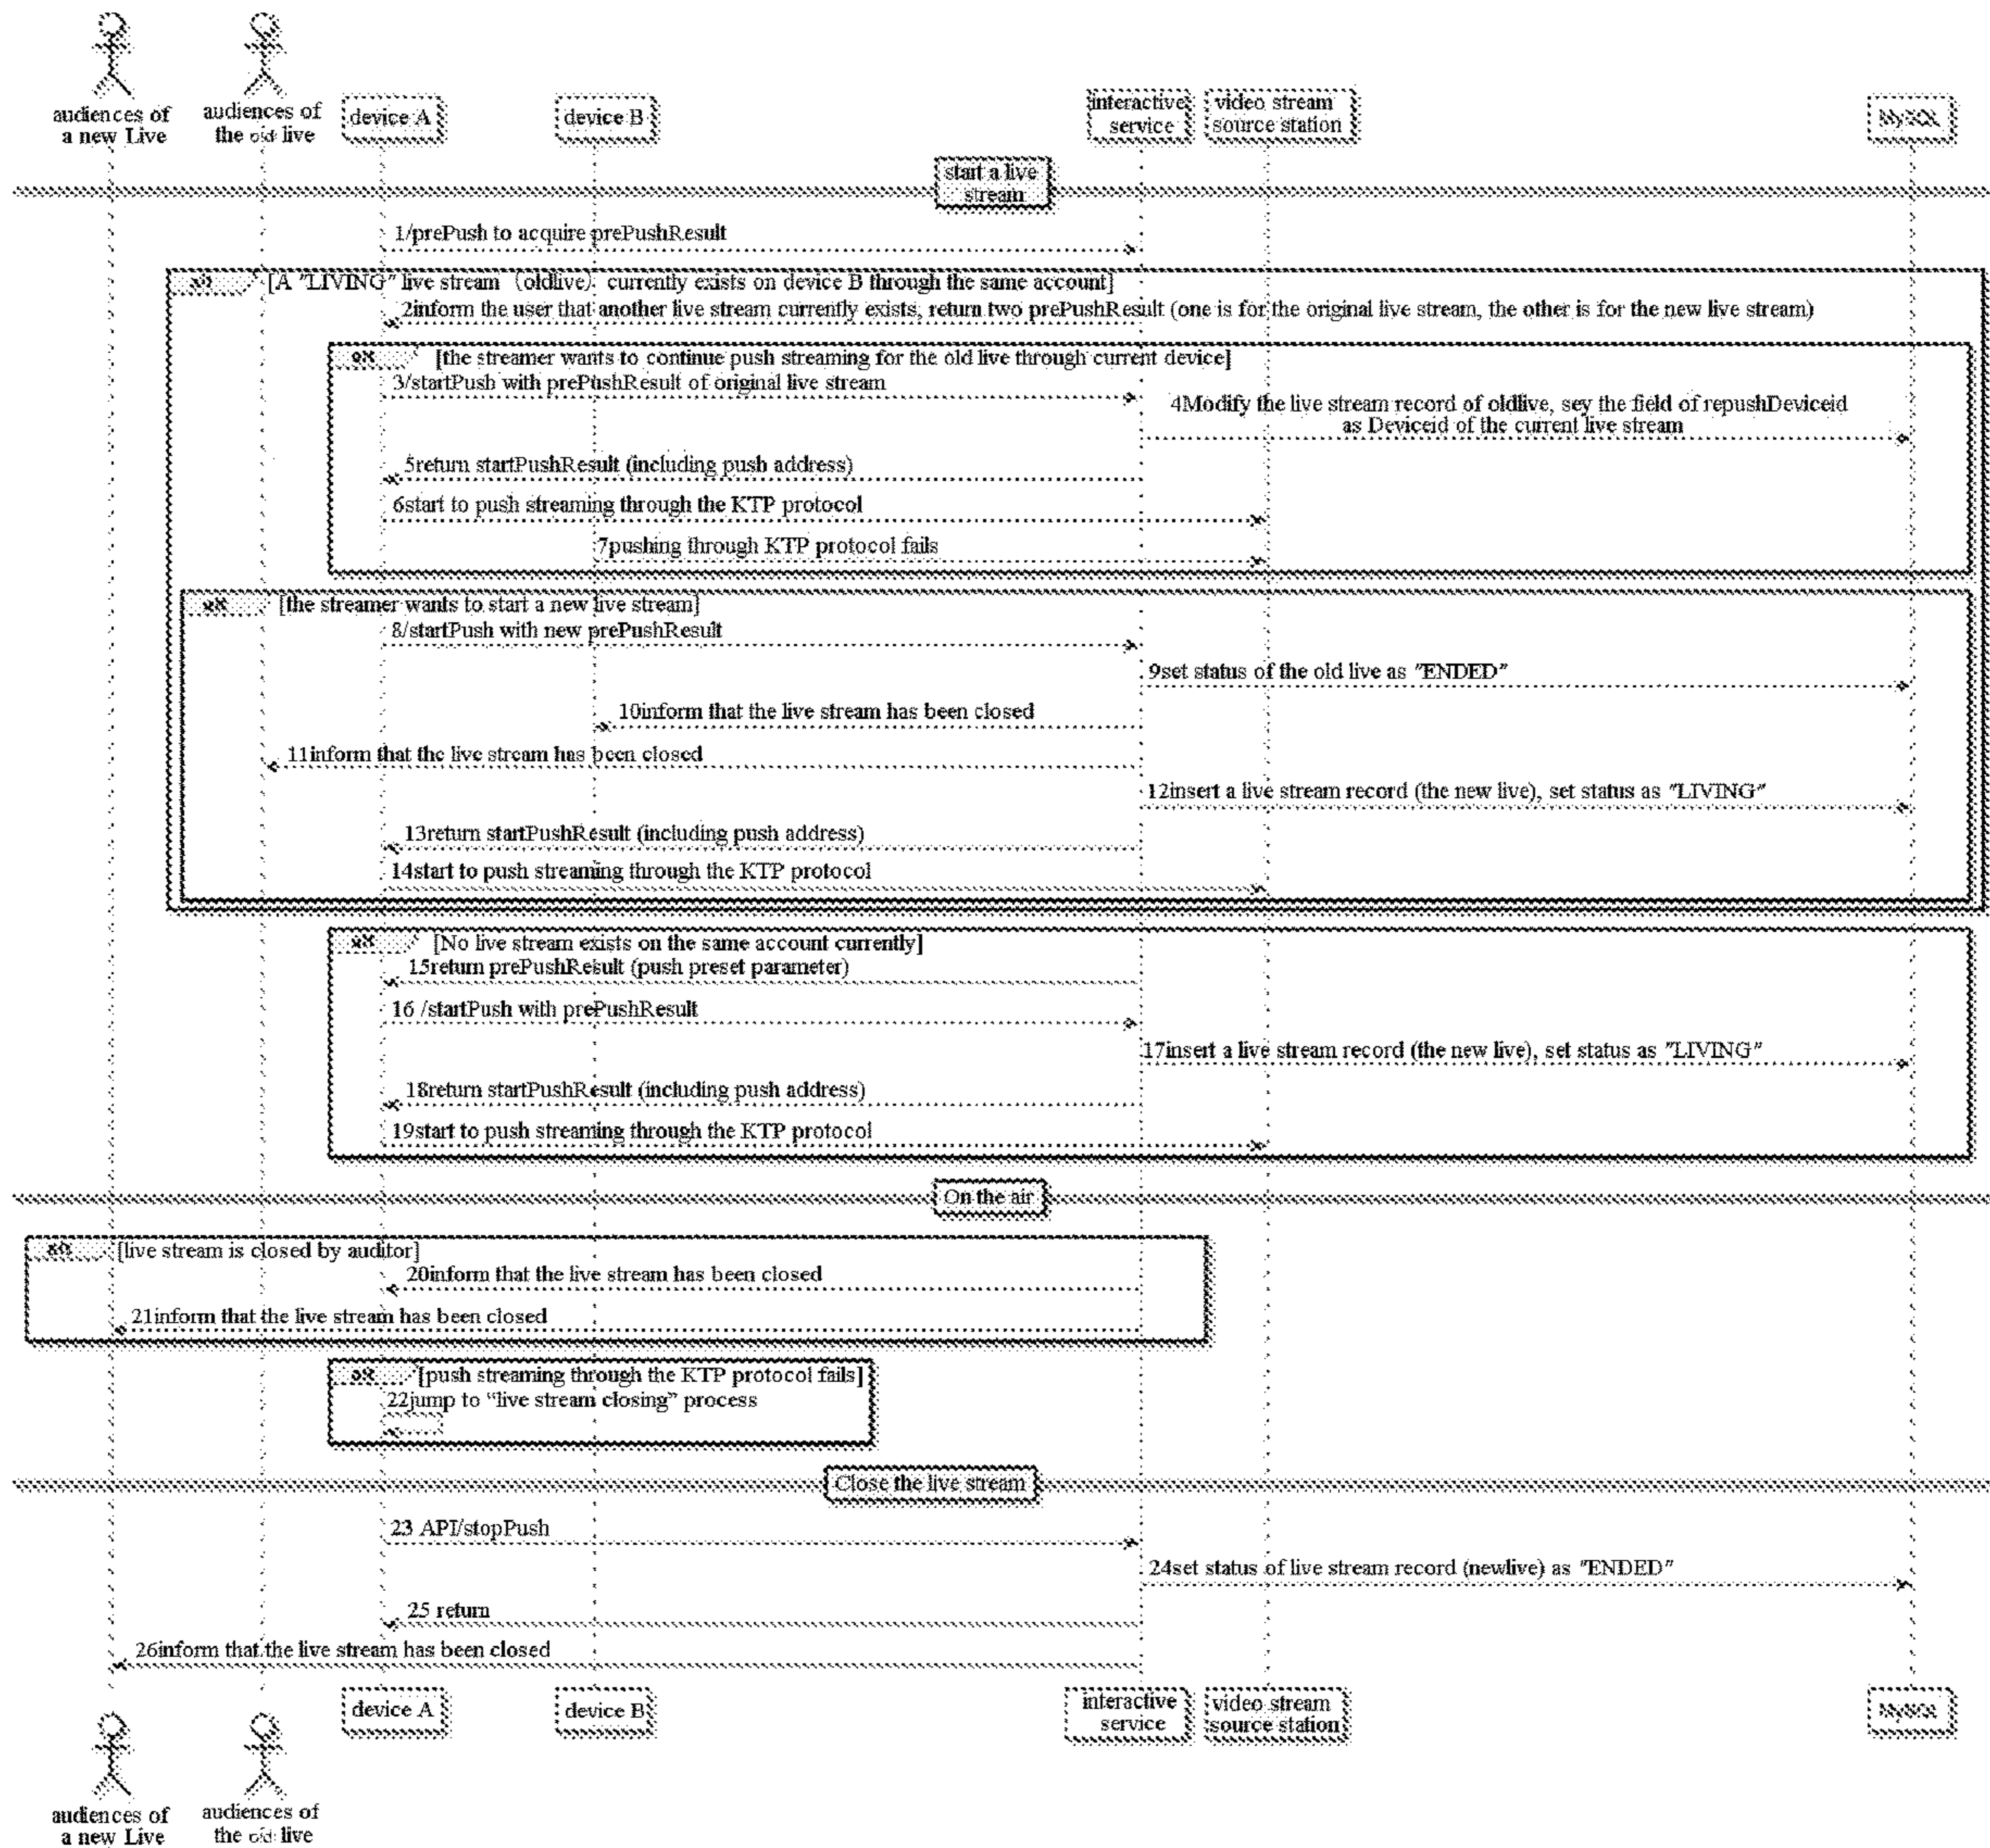 audiences of
a new Live
audiences of
the old live
device A
device B
interactive
service
video stream
source station
MySQL
start a live
stream
1/prePush to acquire prePushResult
[A "LIVING" live stream (oldlive) currently exists on device B through the same account]
2inform the user that another live stream currently exists, return two prePushResult (one is for the original live stream, the other is for the new live stream)
[the streamer wants to continue push streaming for the old live through current device]
3/startPush with prePushResult of original live stream
4Modify the live stream record of oldlive, sey the field of repushDeviceid
as Deviceid of the current live stream
5return startPushResult (including push address)
6start to push streaming through the KTP protocol
7pushing through KTP protocol fails
[the streamer wants to start a new live stream]
8/startPush with new prePushResult
9set status of the old live as "ENDED"
10inform that the live stream has been closed
11inform that the live stream has been closed
12insert a live stream record (the new live), set status as "LIVING"
13return startPushResult (including push address)
14start to push streaming through the KTP protocol
[No live stream exists on the same account currently]
15return prePushResult (push preset parameter)
16 /startPush with prePushResult
17insert a live stream record (the new live), set status as "LIVING"
18return startPushResult (including push address)
19start to push streaming through the KTP protocol
On the air
[live stream is closed by auditor]
20inform that the live stream has been closed
21inform that the live stream has been closed
[push streaming through the KTP protocol fails]
22jump to “live stream closing” process
Close the live stream
23 API/stopPush
24set status of live stream record (newlive) as "ENDED"
25 return
26inform that the live stream has been closed
device A
device B
interactive
service
video stream
source station
MySQL
audiences of
a new Live
audiences of
the old live